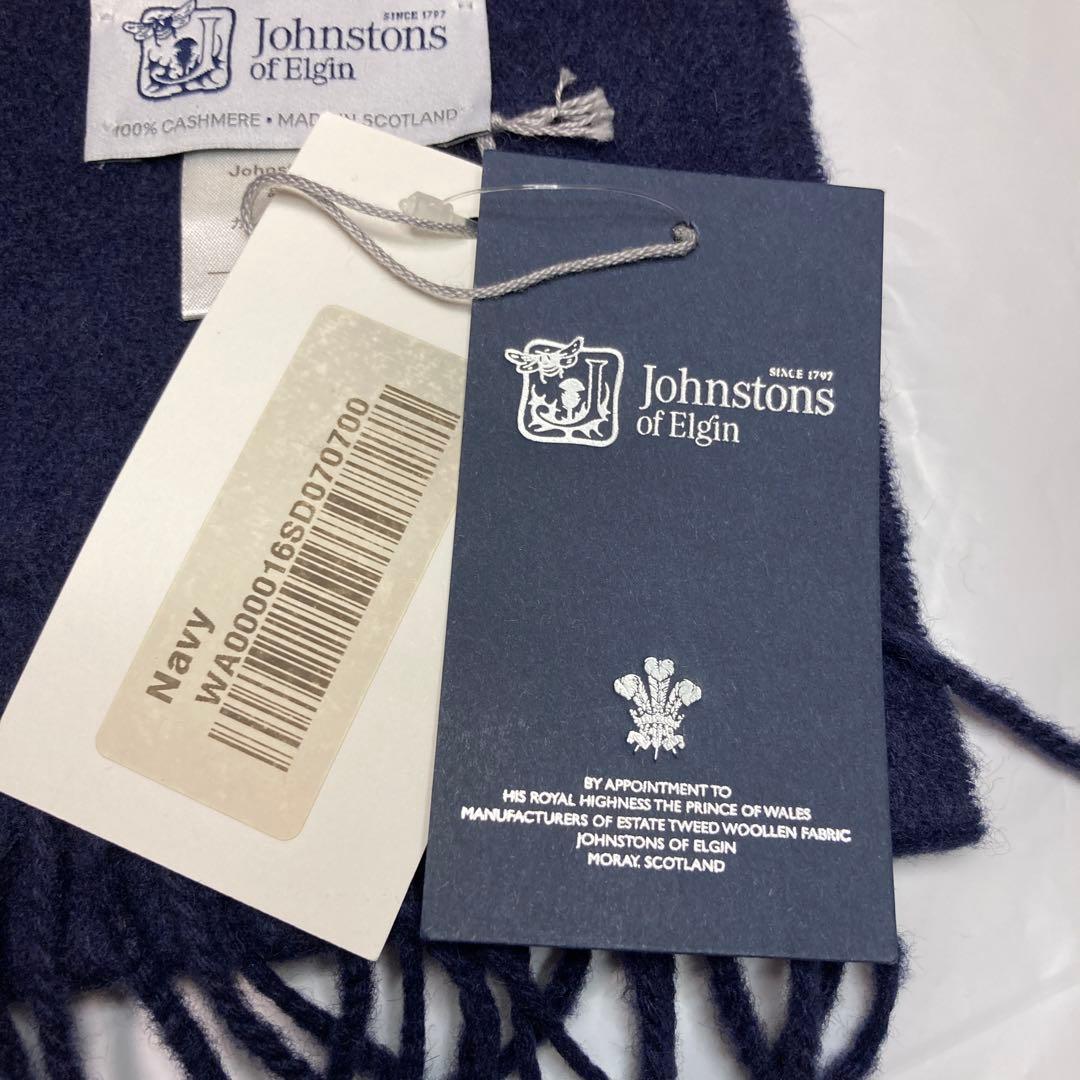 SINCE 1797
Johnstons
of Elgin
100% CASHMERE • MADE IN SCOTLAND
Navy
WA000016SD070700
SINCE 1797
Johnstons
of Elgin
BY APPOINTMENT TO
HIS ROYAL HIGHNESS THE PRINCE OF WALES
MANUFACTURERS OF ESTATE TWEED WOOLLEN FABRIC
JOHNSTONS OF ELGIN
MORAY, SCOTLAND